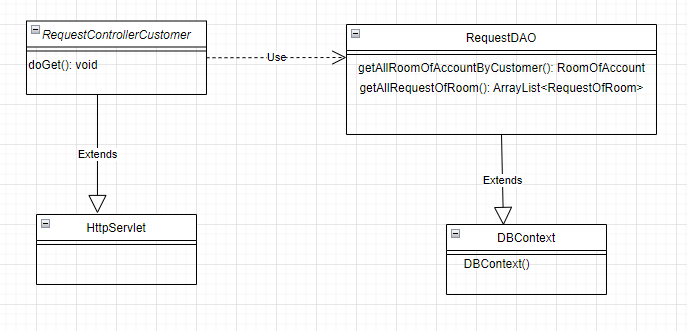 RequestControllerCustomer
doGet(): void
Use
RequestDAO
getAllRoomOfAccountByCustomer(): RoomOfAccount
getAllRequestOfRoom(): ArrayList<RequestOfRoom>
Extends
Extends
HttpServlet
DBContext
DBContext()